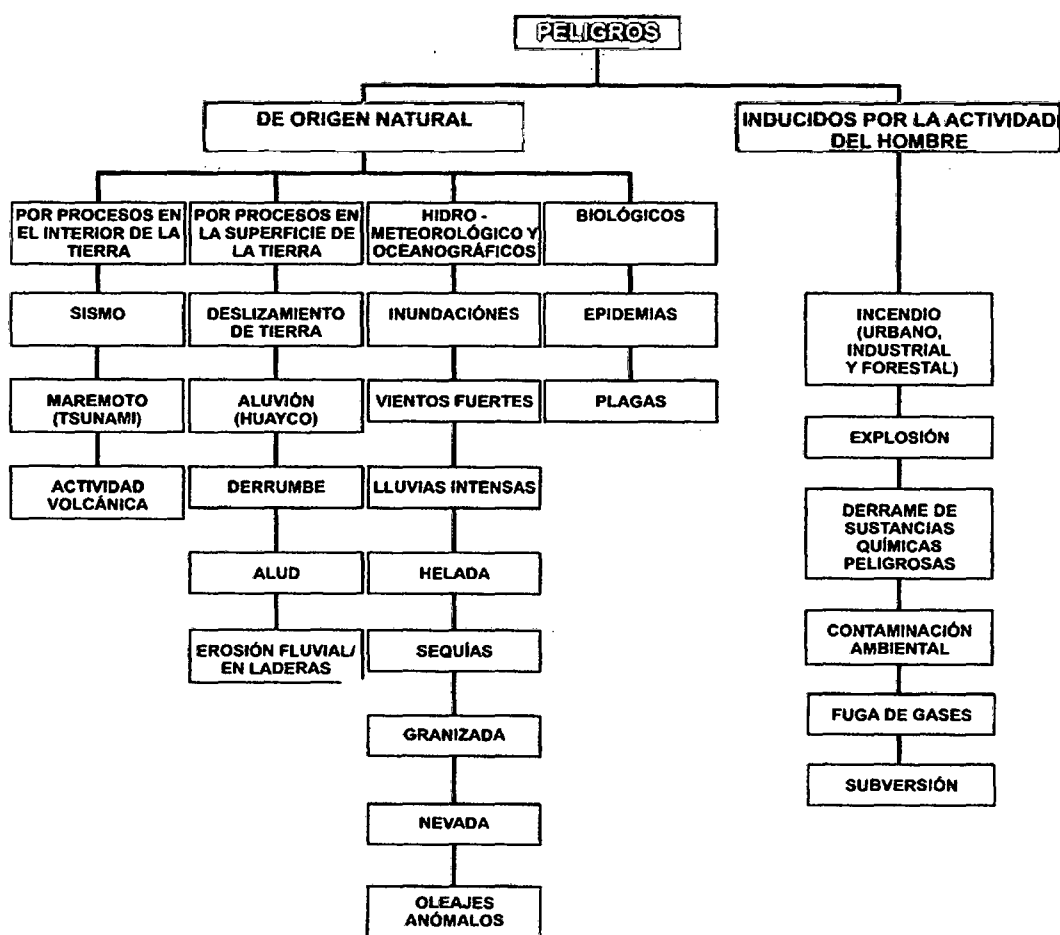 PELIGROS
DE ORIGEN NATURAL
INDUCIDOS POR LA ACTIVIDAD
DEL HOMBRE
POR PROCESOS EN
EL INTERIOR DE LA
TIERRA
POR PROCESOS EN
LA SUPERFICIE DE
LA TIERRA
HIDRO -
METEOROLÓGICO Y
OCEANOGRÁFICOS
BIOLÓGICOS
SISMO
DESLIZAMIENTO
DE TIERRA
INUNDACIÓNES
EPIDEMIAS
INCENDIO
(URBANO,
INDUSTRIAL
Y FORESTAL)
MAREMOTO
(TSUNAMI)
ALUVIÓN
(HUAYCO)
VIENTOS FUERTES
PLAGAS
EXPLOSIÓN
ACTIVIDAD
VOLCÁNICA
DERRUMBE
LLUVIAS INTENSAS
DERRAME DE
SUSTANCIAS
QUÍMICAS
PELIGROSAS
ALUD
HELADA
EROSIÓN FLUVIAL/
EN LADERAS
SEQUÍAS
CONTAMINACIÓN
AMBIENTAL
GRANIZADA
FUGA DE GASES
SUBVERSIÓN
NEVADA
OLEAJES
ANÓMALOS